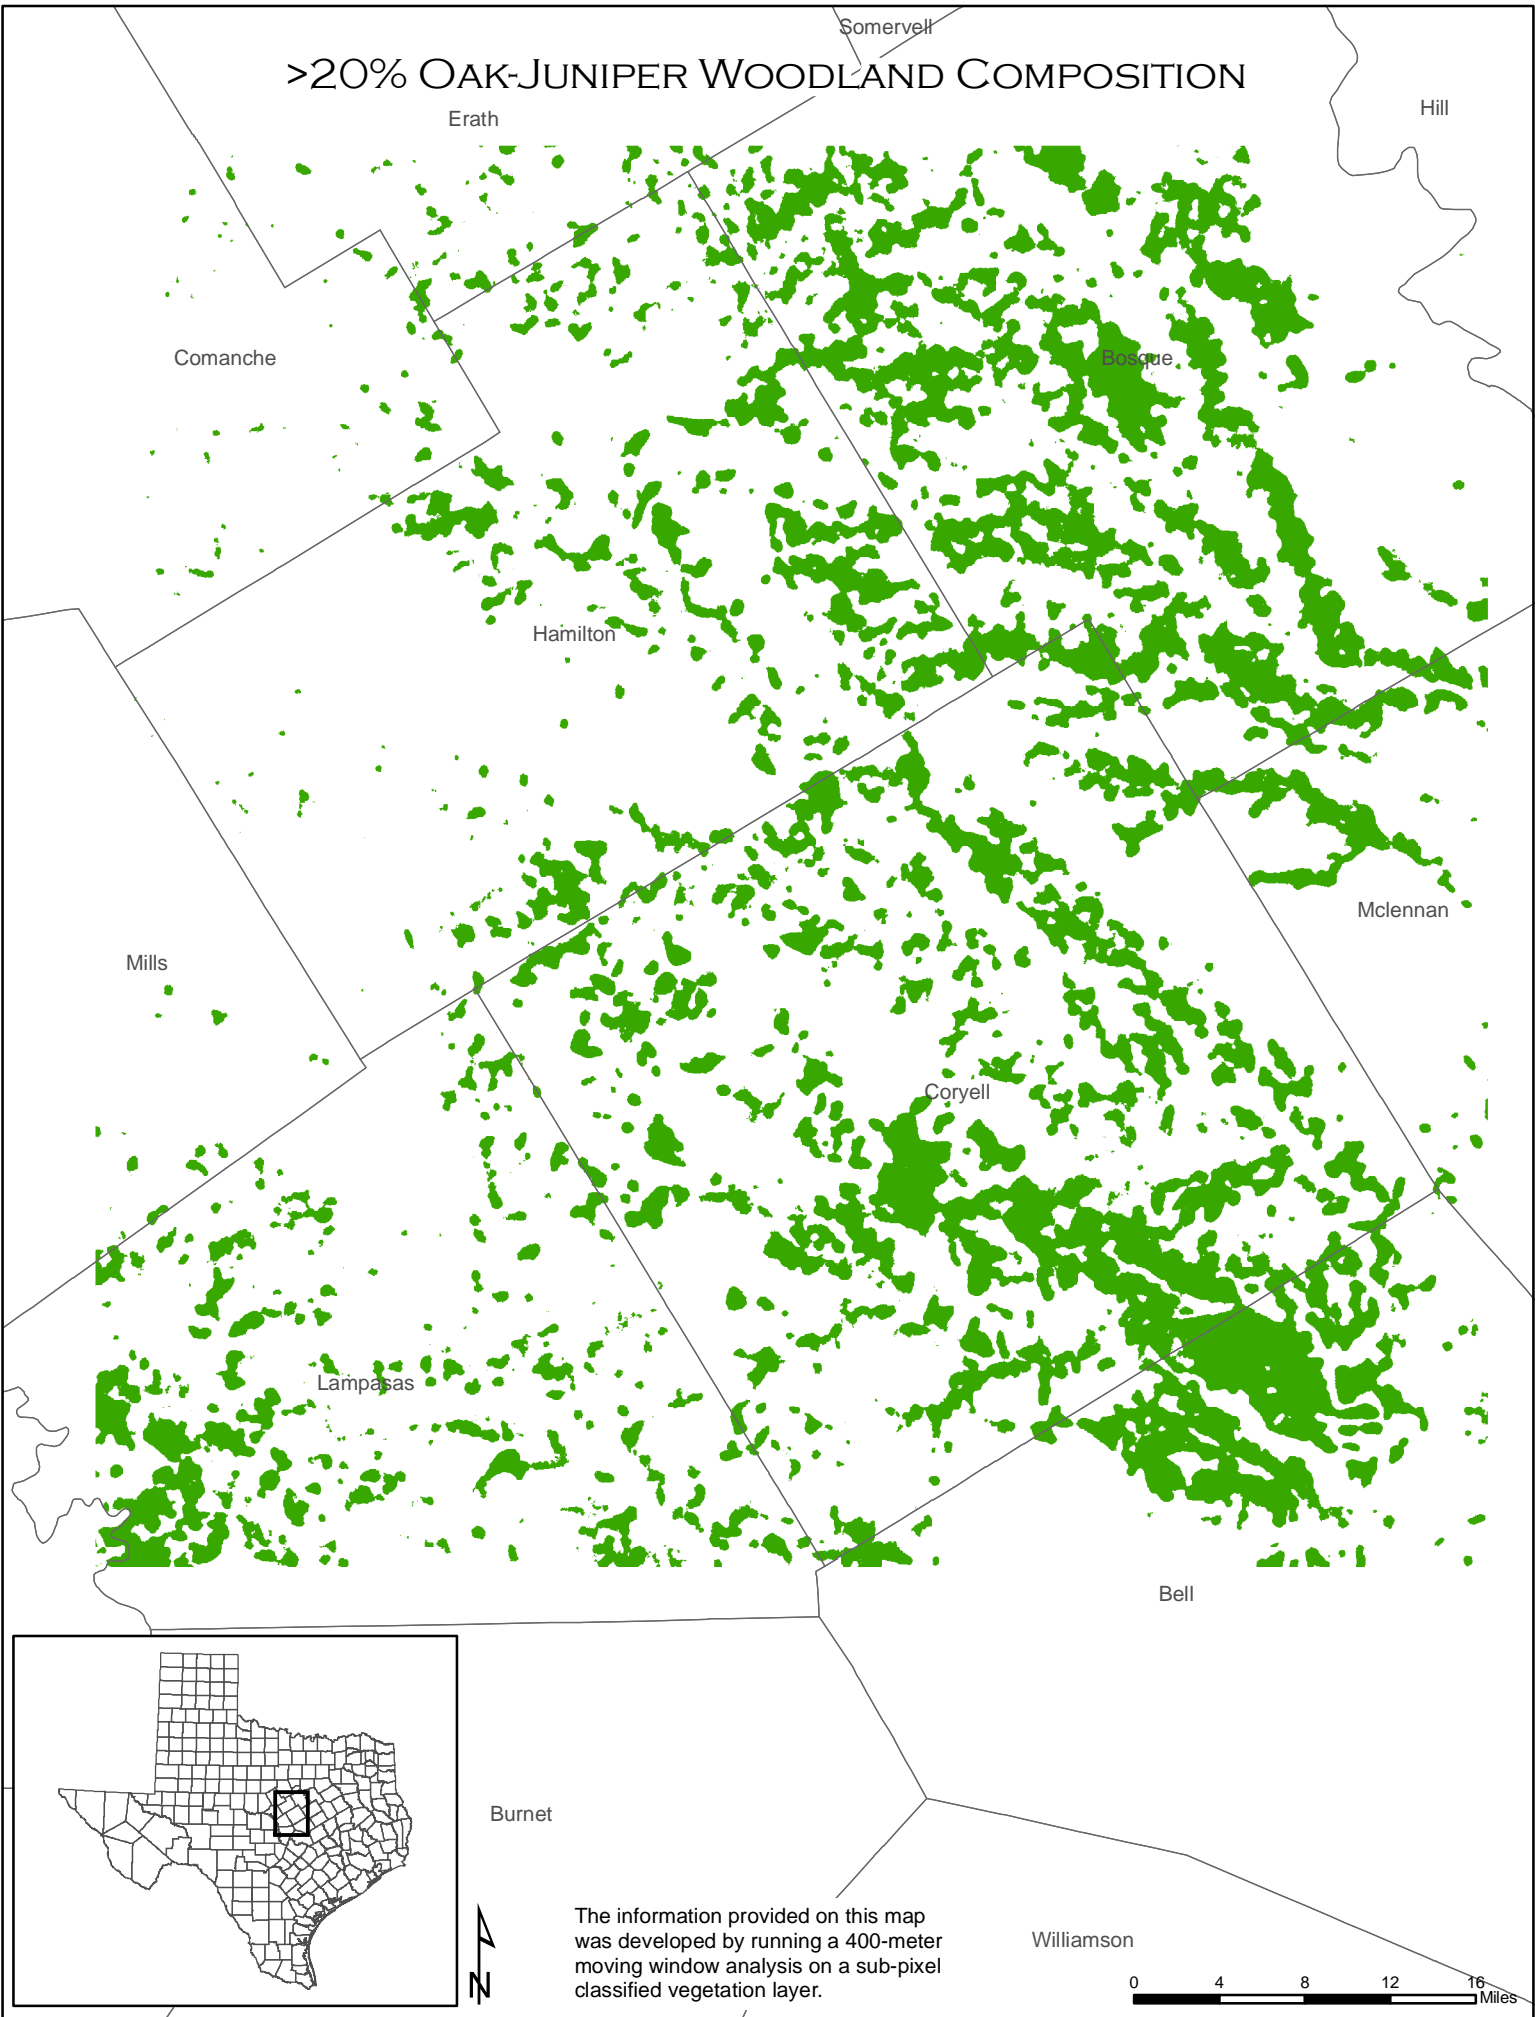 Somervell
>20% OAK-JUNIPER WOODLAND COMPOSITION
Erath
Hill
Comanche
Bosque
Hamilton
Mclennan
Mills
Coryell
Lampasas
Bell
Burnet
The information provided on this map
was developed by running a 400-meter
moving window analysis on a sub-pixel
classified vegetation layer.
Williamson
N
0 4 8 12 16
Miles